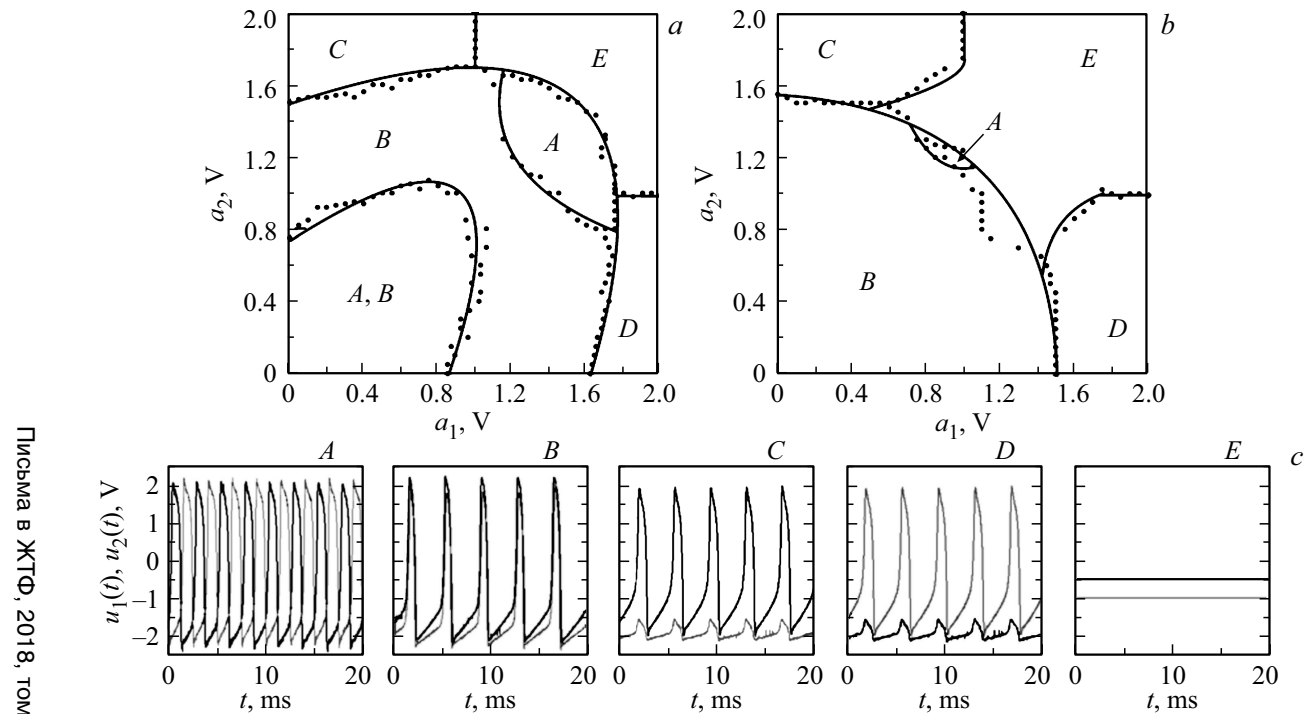 a
2.0
1.6
1.2
0.8
0.4
0
a2, V
C
E
B
A
A, B
D
0 0.4 0.8 1.2 1.6 2.0
a1, V
b
2.0
1.6
1.2
0.8
0.4
0
a2, V
C
E
A
B
D
0 0.4 0.8 1.2 1.6 2.0
a1, V
A B C D E c
u1(t), u2(t), V
2
1
0
−1
−2
0 10 20
t, ms
0 10 20
t, ms
0 10 20
t, ms
0 10 20
t, ms
0 10 20
t, ms
Письма в ЖТФ, 2018, том